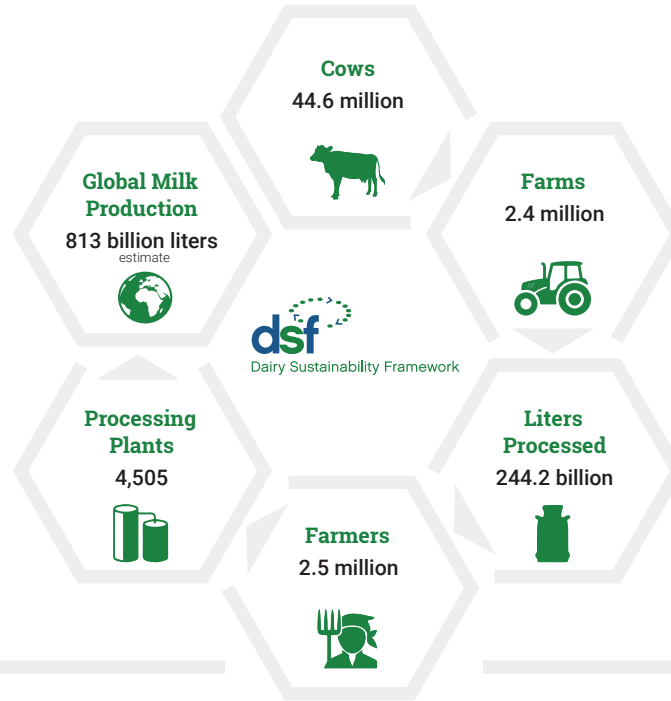 Cows
44.6 million
Farms
2.4 million
Liters
Processed
244.2 billion
Farmers
2.5 million
Processing
Plants
4,505
Global Milk
Production
813 billion liters
estimate
dsf
Dairy Sustainability Framework